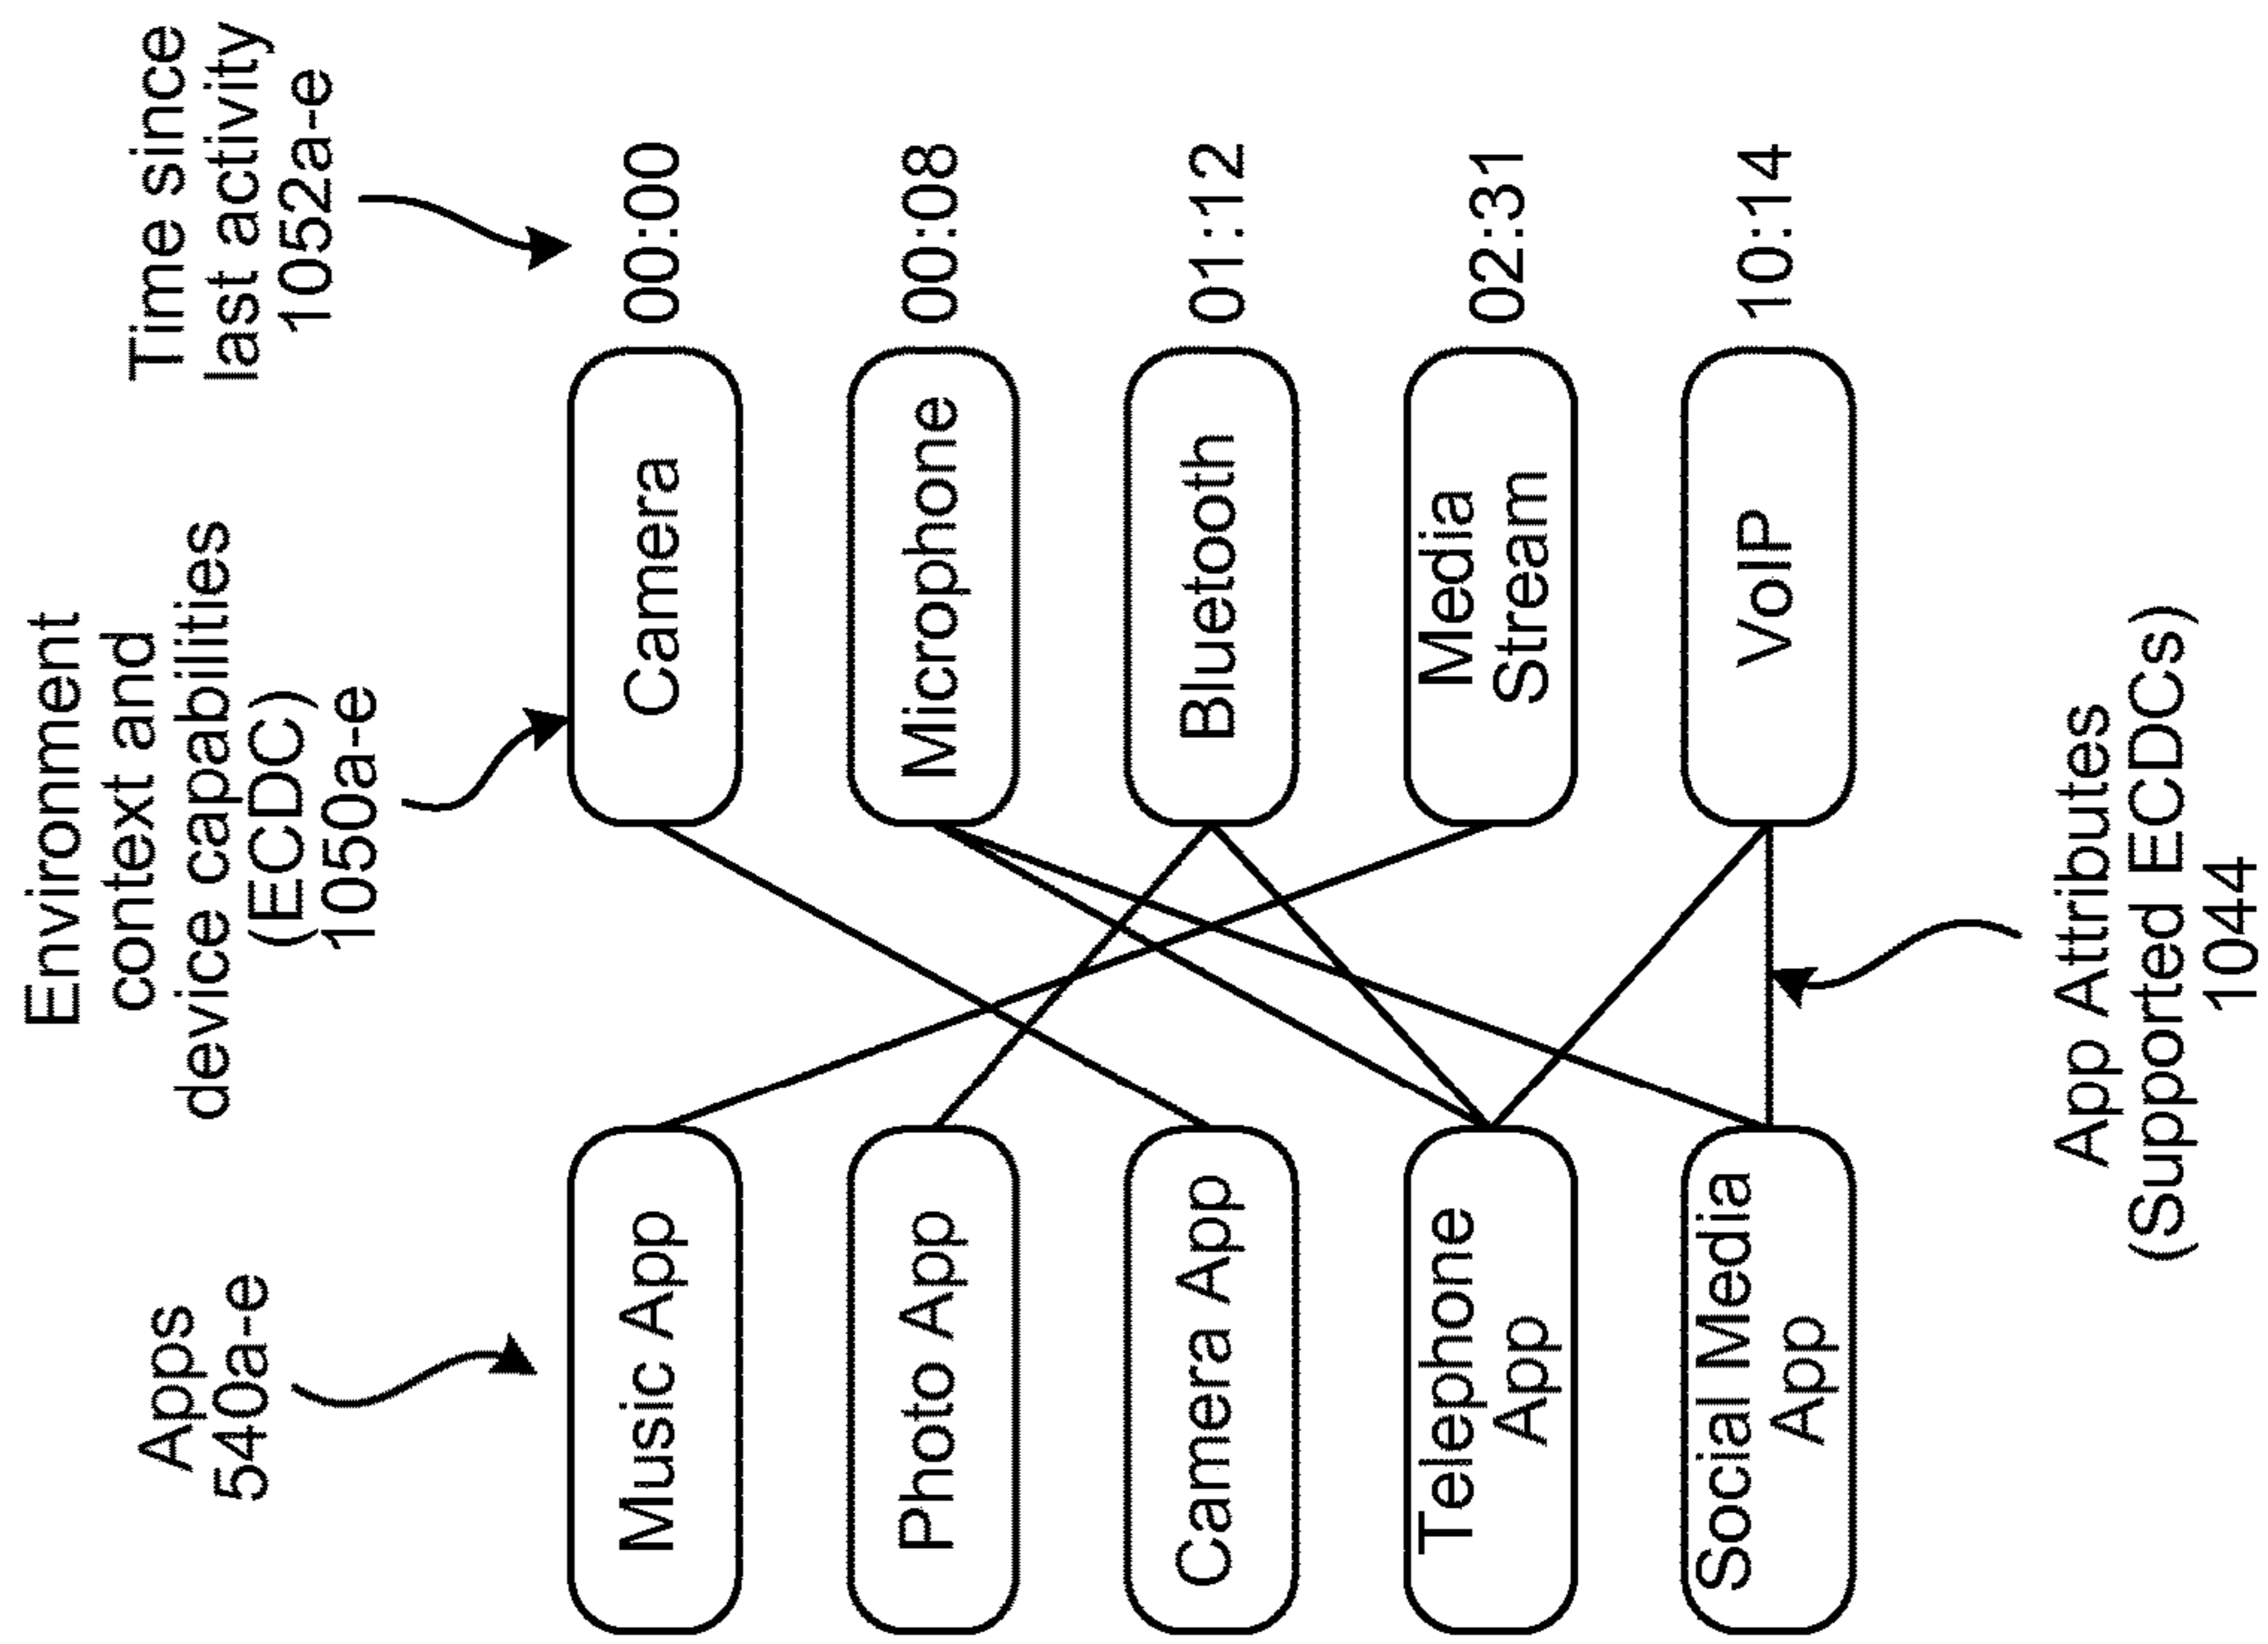 Apps
540a-e
Environment
context and
device capabilities
(ECDC)
1050a-e
Time since
last activity
1052a-e
Music App
Camera
00:00
Photo App
Microphone
00:08
Camera App
Bluetooth
01:12
Telephone
App
Media
Stream
02:31
Social Media
App
VoIP
10:14
App Attributes
(Supported ECDCs)
1044